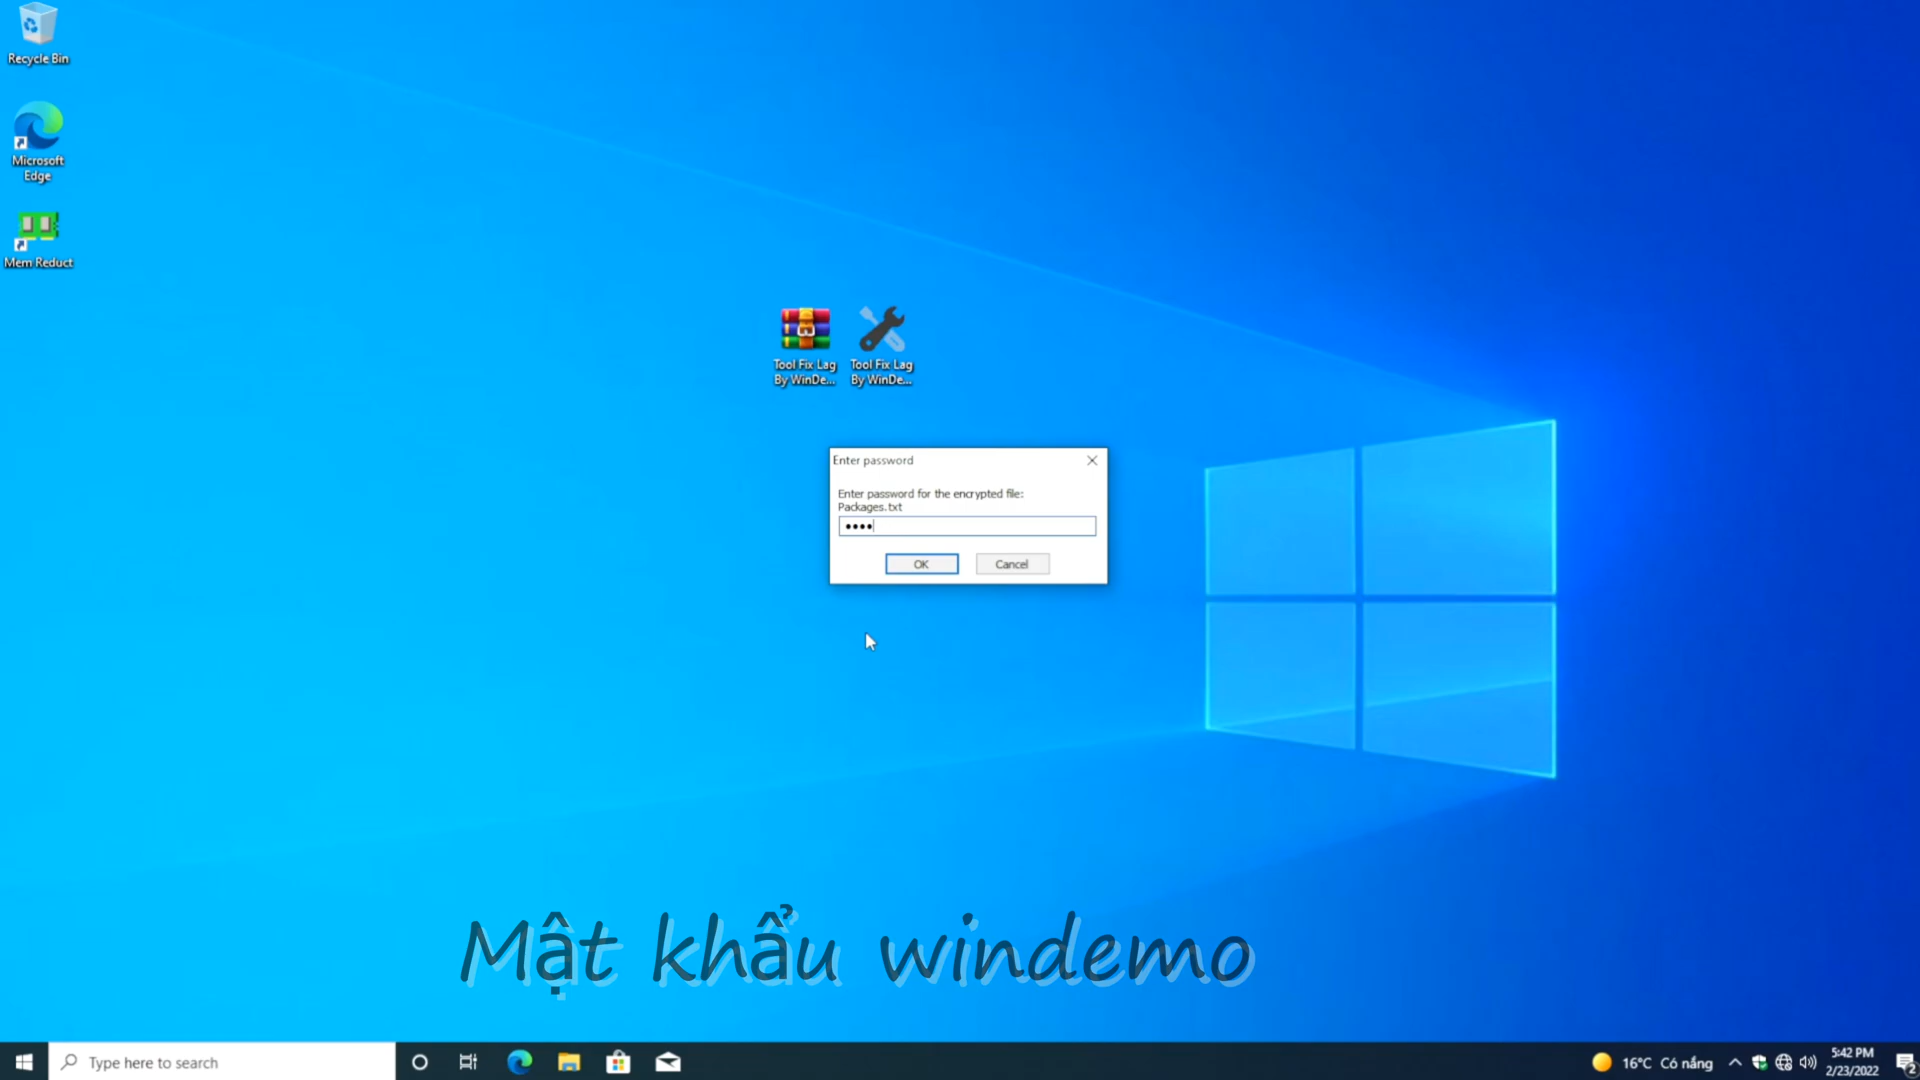 Recycle Bin
Microsoft
Edge
Mem Reduct
Tool Fix Lag
By WinDe...
Tool Fix Lag
By WinDe...
Enter password
Enter password for the encrypted file:
Packages.txt
••••
OK
Cancel
Mật khẩu windemo
Type here to search
16°C Có nắng
5:42 PM
2/23/2022
2